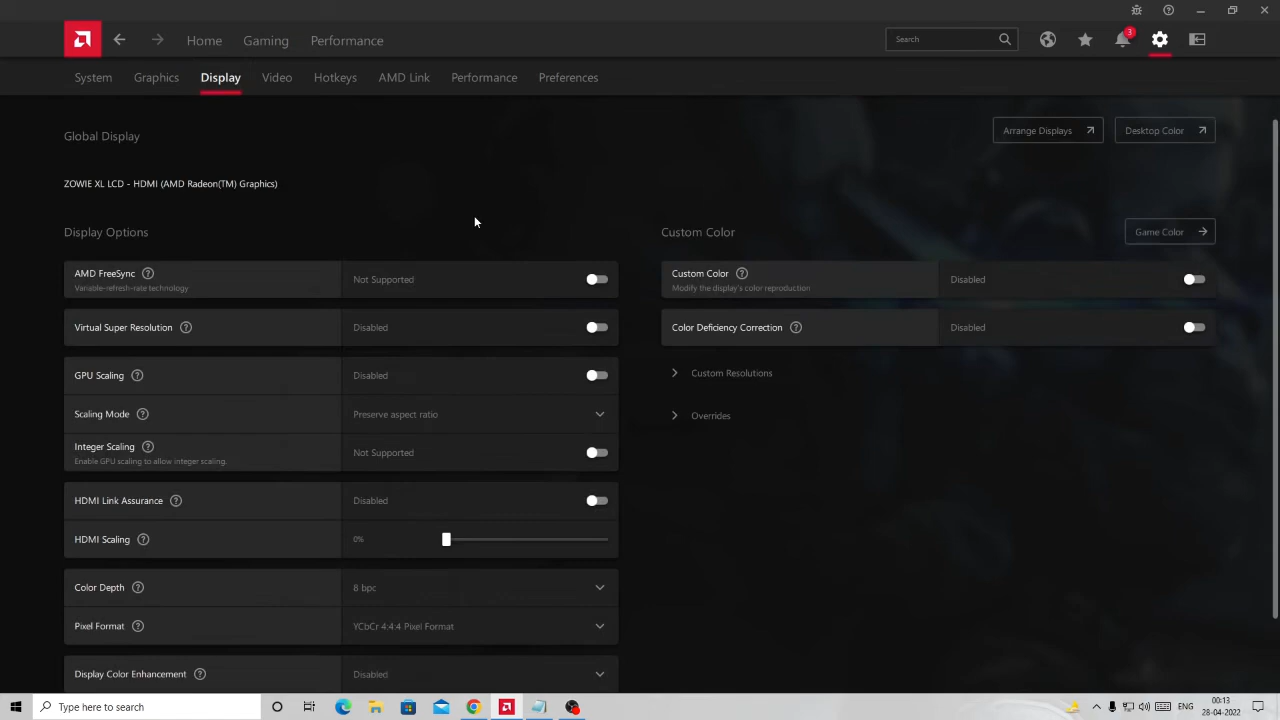 Home Gaming Performance Search 3
System Graphics Display Video Hotkeys AMD Link Performance Preferences
Global Display Arrange Displays Desktop Color
ZOWIE XL LCD - HDMI (AMD Radeon(TM) Graphics)
Display Options
AMD FreeSync Not Supported
Variable-refresh-rate technology
Virtual Super Resolution Disabled
GPU Scaling Disabled
Scaling Mode Preserve aspect ratio
Integer Scaling Not Supported
Enable GPU scaling to allow integer scaling.
HDMI Link Assurance Disabled
HDMI Scaling 0%
Color Depth 8 bpc
Pixel Format YCbCr 4:4:4 Pixel Format
Display Color Enhancement Disabled
Custom Color Game Color
Custom Color Disabled
Modify the display's color reproduction
Color Deficiency Correction Disabled
Custom Resolutions
Overrides
Type here to search
ENG
00:13
28-04-2022